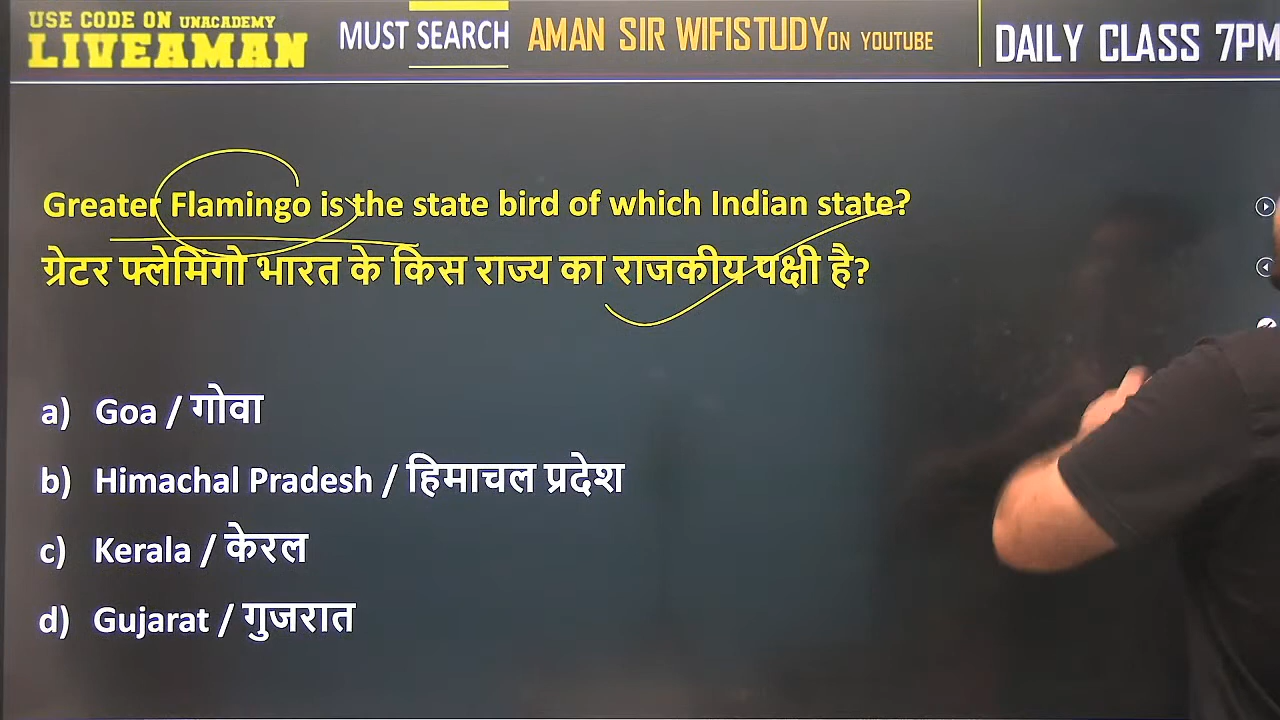 USE CODE ON UNACADEMY
LIVEAMAN
MUST SEARCH AMAN SIR WIFISTUDY ON YOUTUBE
DAILY CLASS 7PM
Greater Flamingo is the state bird of which Indian state?
ग्रेटर फ्लेमिंगो भारत के किस राज्य का राजकीय पक्षी है?
a) Goa / गोवा
b) Himachal Pradesh / हिमाचल प्रदेश
c) Kerala / केरल
d) Gujarat / गुजरात